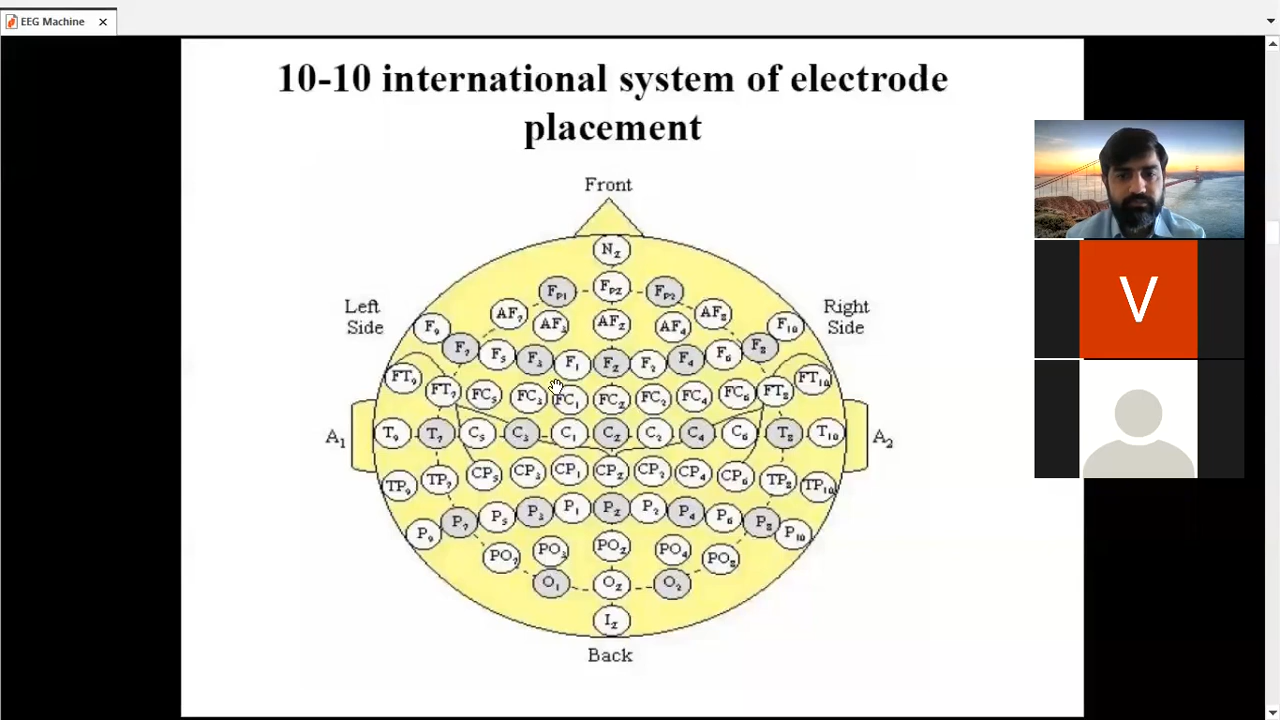 EEG Machine
10-10 international system of electrode
placement
Front
Left
Side
Right
Side
Nz
Fp1 Fpz Fp2
AF7 AF3 AFz AF4 AF8
F9 F7 F5 F3 F1 Fz F2 F4 F6 F8 F10
FT9 FT7 FC5 FC3 FC1 FCz FC2 FC4 FC6 FT8 FT10
A1 T9 T7 C5 C3 C1 Cz C2 C4 C6 T8 T10 A2
TP9 TP7 CP5 CP3 CP1 CPz CP2 CP4 CP6 TP8 TP10
P9 P7 P5 P3 P1 Pz P2 P4 P6 P8 P10
PO7 PO3 POz PO4 PO8
O1 Oz O2
Iz
Back
V